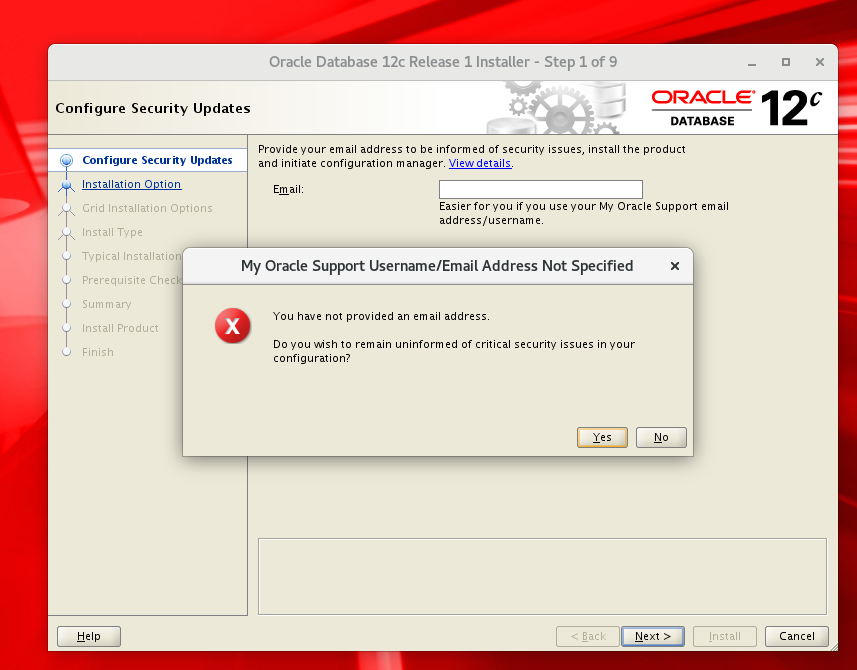 Oracle Database 12c Release 1 Installer - Step 1 of 9
Configure Security Updates
ORACLE
DATABASE
12c
Configure Security Updates
Installation Option
Grid Installation Options
Install Type
Typical Installation
Prerequisite Check
Summary
Install Product
Finish
Provide your email address to be informed of security issues, install the product
and initiate configuration manager. View details.
Email:
Easier for you if you use your My Oracle Support email
address/username.
My Oracle Support Username/Email Address Not Specified
You have not provided an email address.
Do you wish to remain uninformed of critical security issues in your
configuration?
Yes
No
Help
< Back
Next >
Install
Cancel